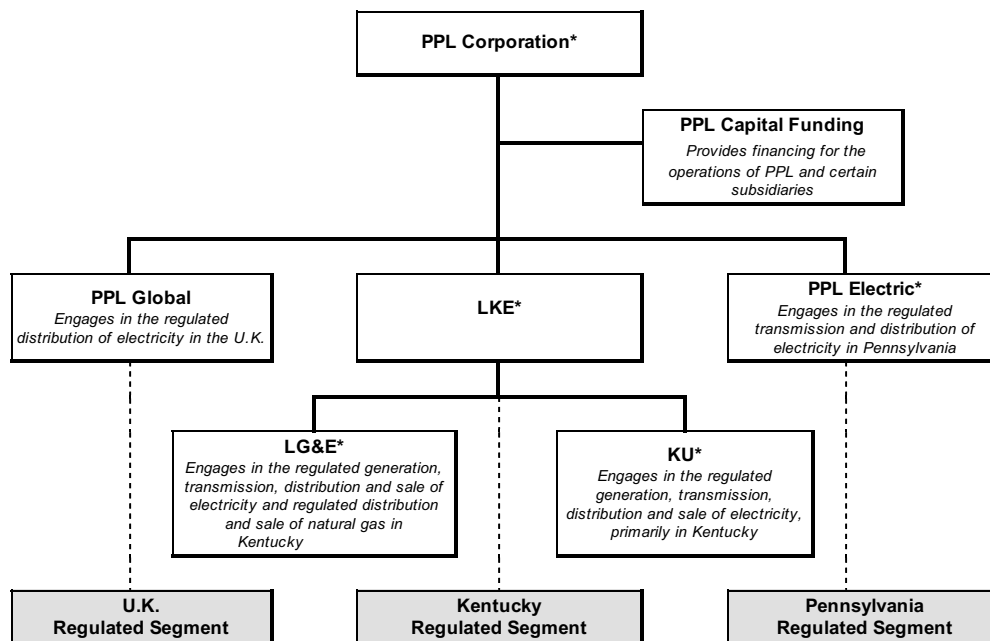 PPL Corporation*
PPL Capital Funding
Provides financing for the
operations of PPL and certain
subsidiaries
PPL Global
Engages in the regulated
distribution of electricity in the U.K.
LKE*
PPL Electric*
Engages in the regulated
transmission and distribution of
electricity in Pennsylvania
LG&E*
Engages in the regulated generation,
transmission, distribution and sale of
electricity and regulated distribution
and sale of natural gas in
Kentucky
KU*
Engages in the regulated
generation, transmission,
distribution and sale of electricity,
primarily in Kentucky
U.K.
Regulated Segment
Kentucky
Regulated Segment
Pennsylvania
Regulated Segment